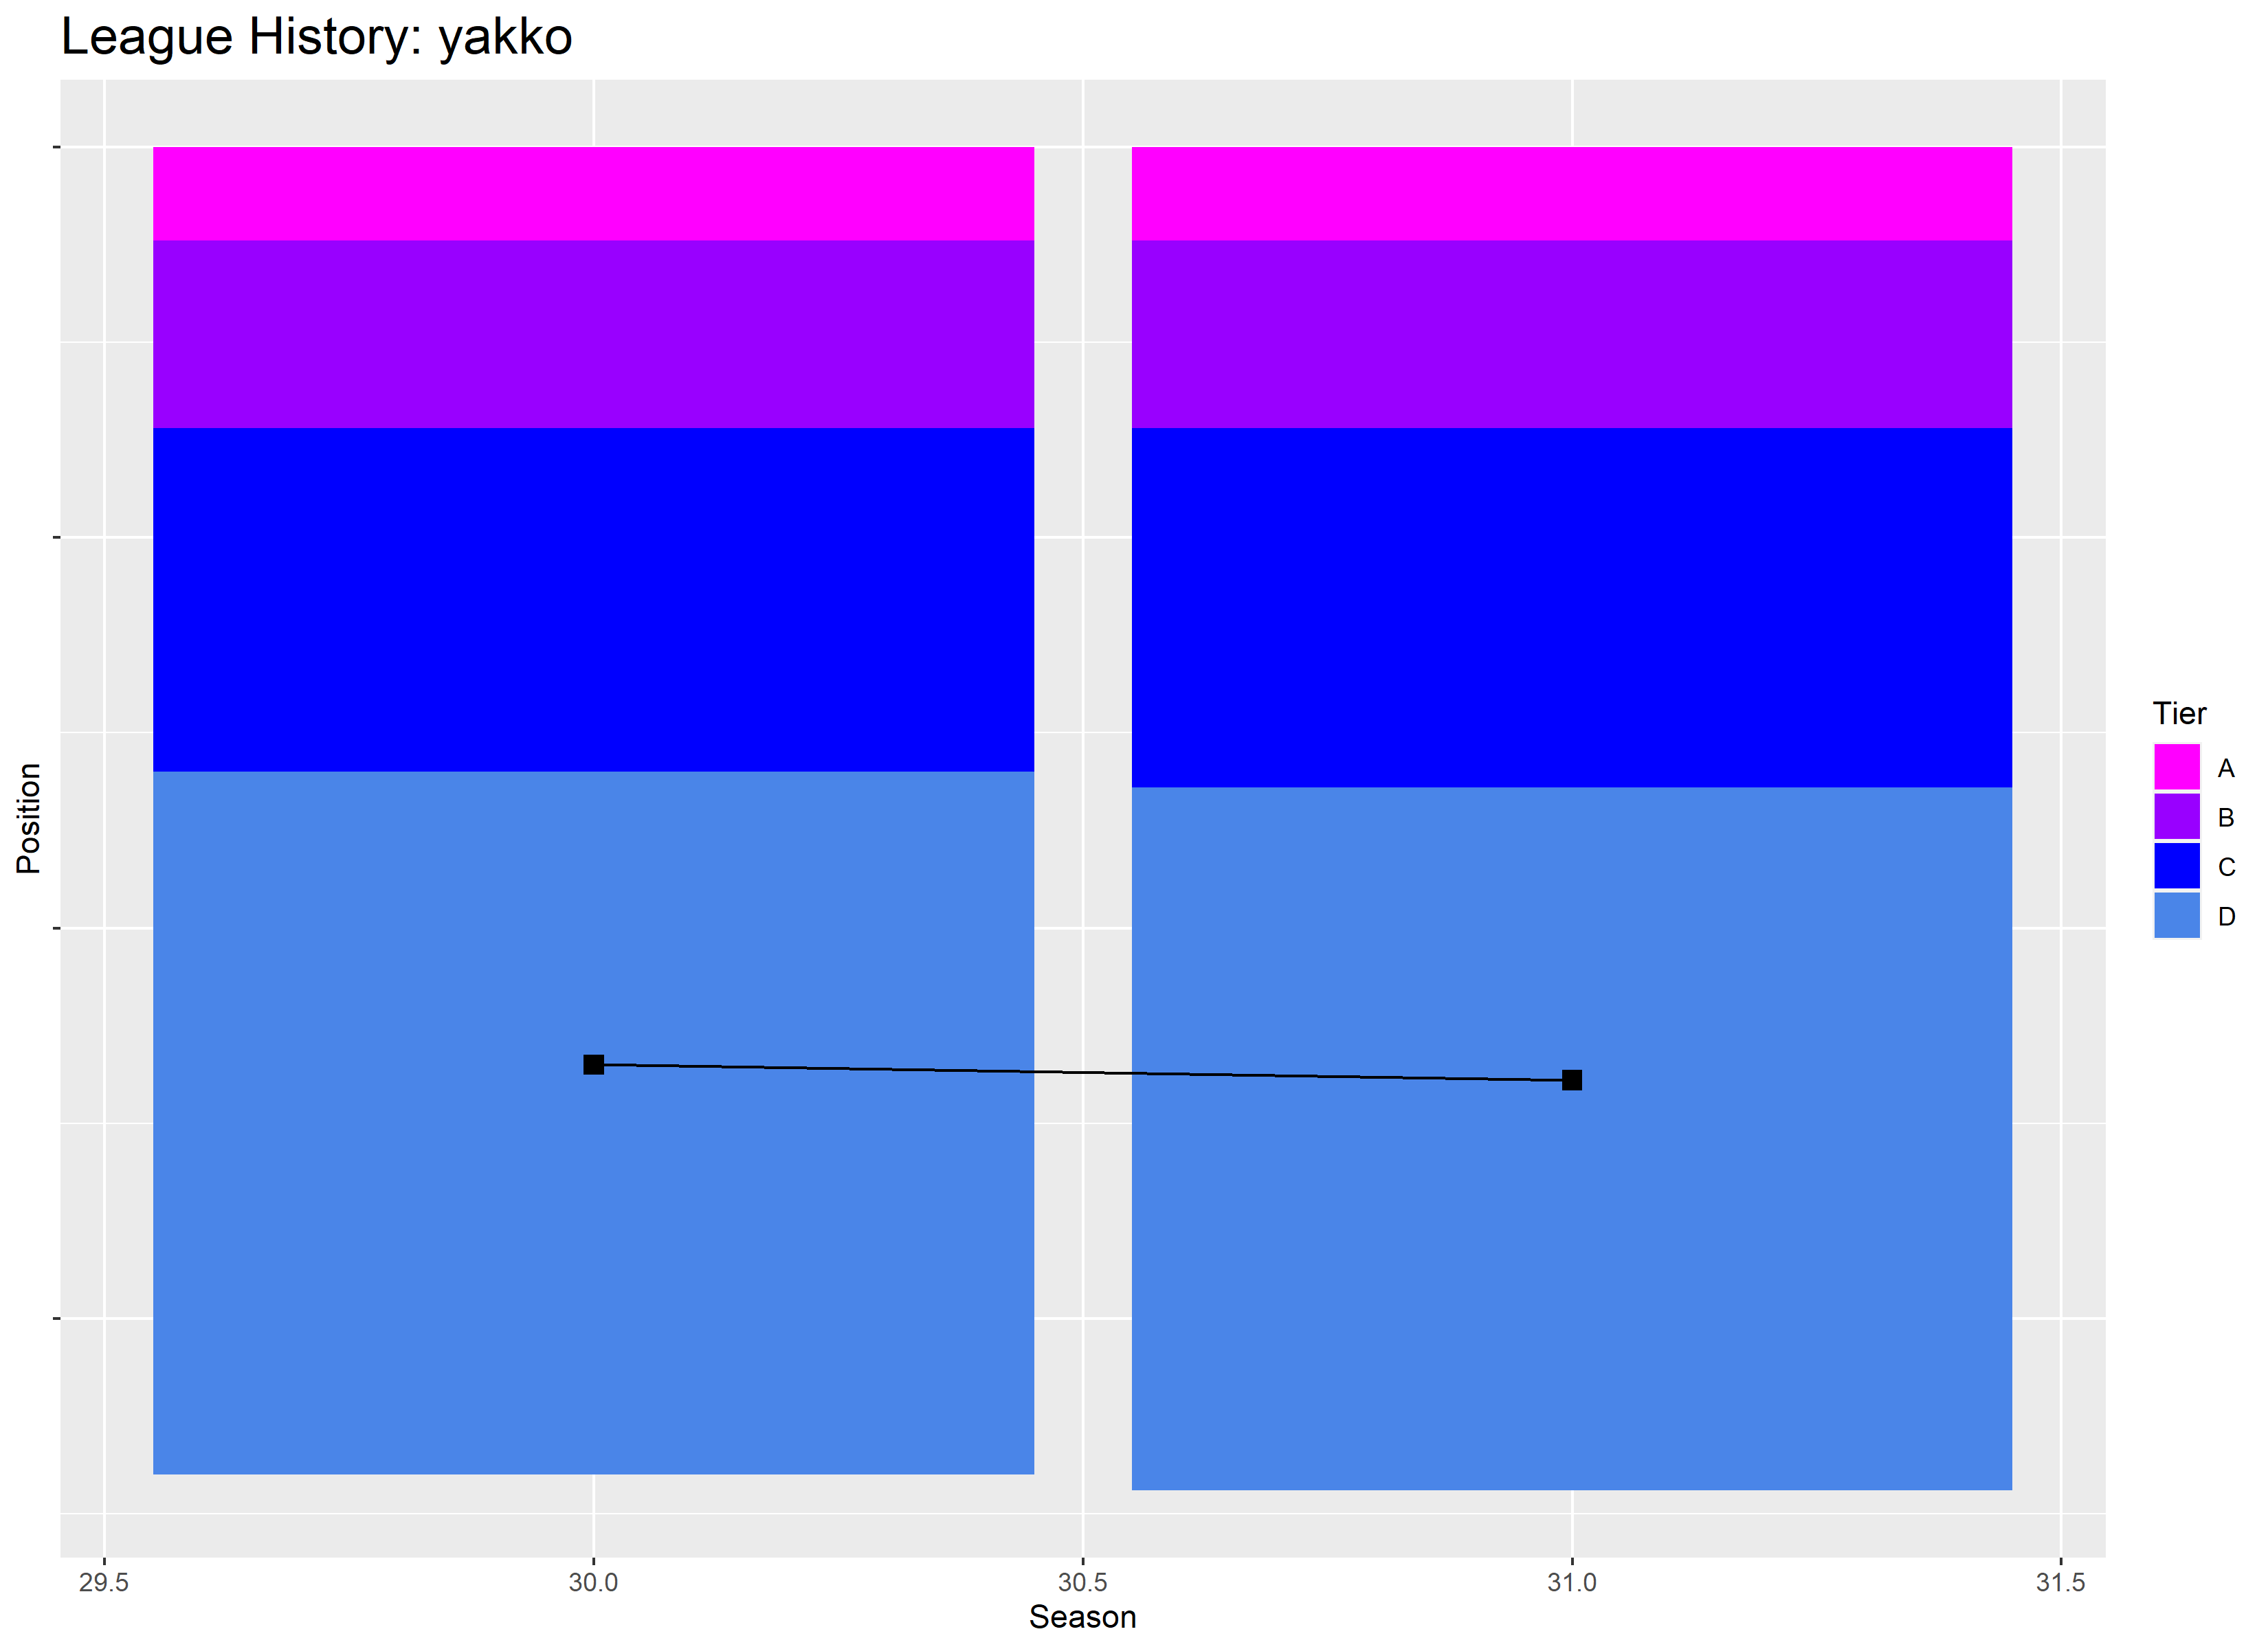 League History: yakko
Position
29.5 30.0 30.5 31.0 31.5
Season
Tier
A
B
C
D